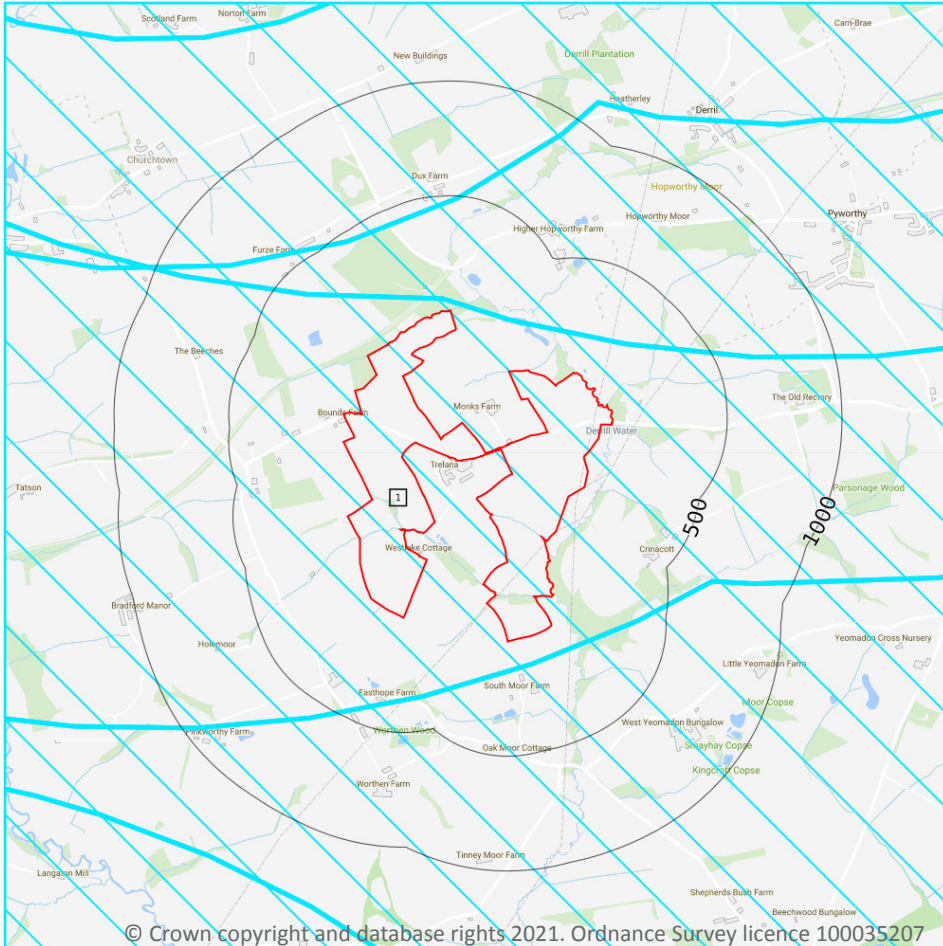 Scotland Farm
Norton Farm
Cam-Brae
New Buildings
Derrill Plantation
Heatherley
Derril
Churchtown
Dux Farm
Hopworthy Moor
Hopworthy Moor
Pyworthy
Higher Hopworthy Farm
Furze Farm
The Beeches
The Old Rectory
Monks Farm
Bounds Farm
Derrill Water
Trelana
Tatson
Parsonage Wood
1
500
1000
Westlake Cottage
Crinacott
Bradford Manor
Holemoor
Yeomadon Cross Nursery
Little Yeomadon Farm
South Moor Farm
Easthope Farm
Moor Copse
West Yeomadon Bungalow
Pinkworthy Farm
Worthen Wood
Oak Moor Cottage
Smayhay Copse
Kingcroft Copse
Worthen Farm
Tinney Moor Farm
Langaton Mill
Shepherds Bush Farm
Beechwood Bungalow
© Crown copyright and database rights 2021. Ordnance Survey licence 100035207